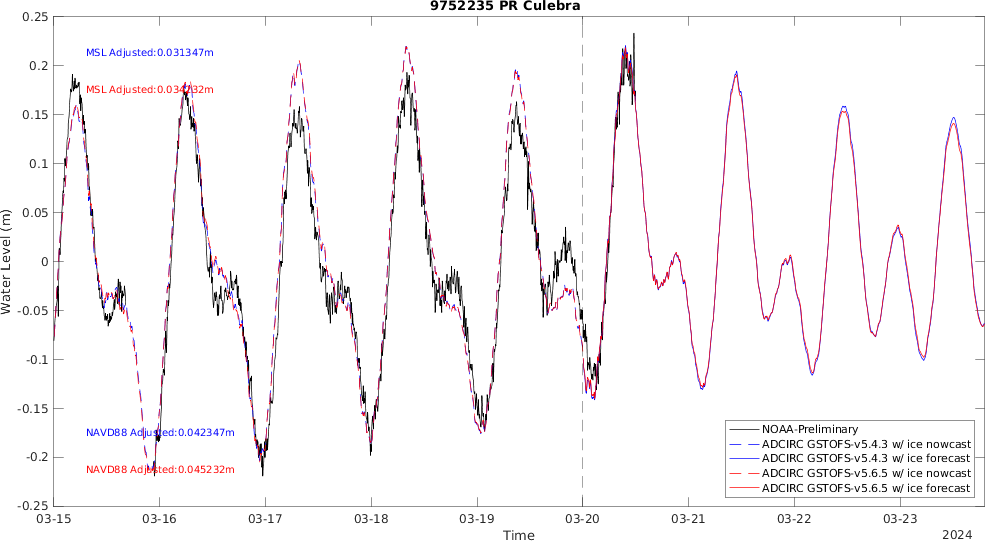 9752235 PR Culebra
0.25
0.2
0.15
0.1
0.05
0
-0.05
-0.1
-0.15
-0.2
-0.25
Water Level (m)
MSL Adjusted:0.031347m
MSL Adjusted:0.034232m
NAVD88 Adjusted:0.042347m
NAVD88 Adjusted:0.045232m
NOAA-Preliminary
ADCIRC GSTOFS-v5.4.3 w/ ice nowcast
ADCIRC GSTOFS-v5.4.3 w/ ice forecast
ADCIRC GSTOFS-v5.6.5 w/ ice nowcast
ADCIRC GSTOFS-v5.6.5 w/ ice forecast
03-15 03-16 03-17 03-18 03-19 03-20 03-21 03-22 03-23
Time
2024